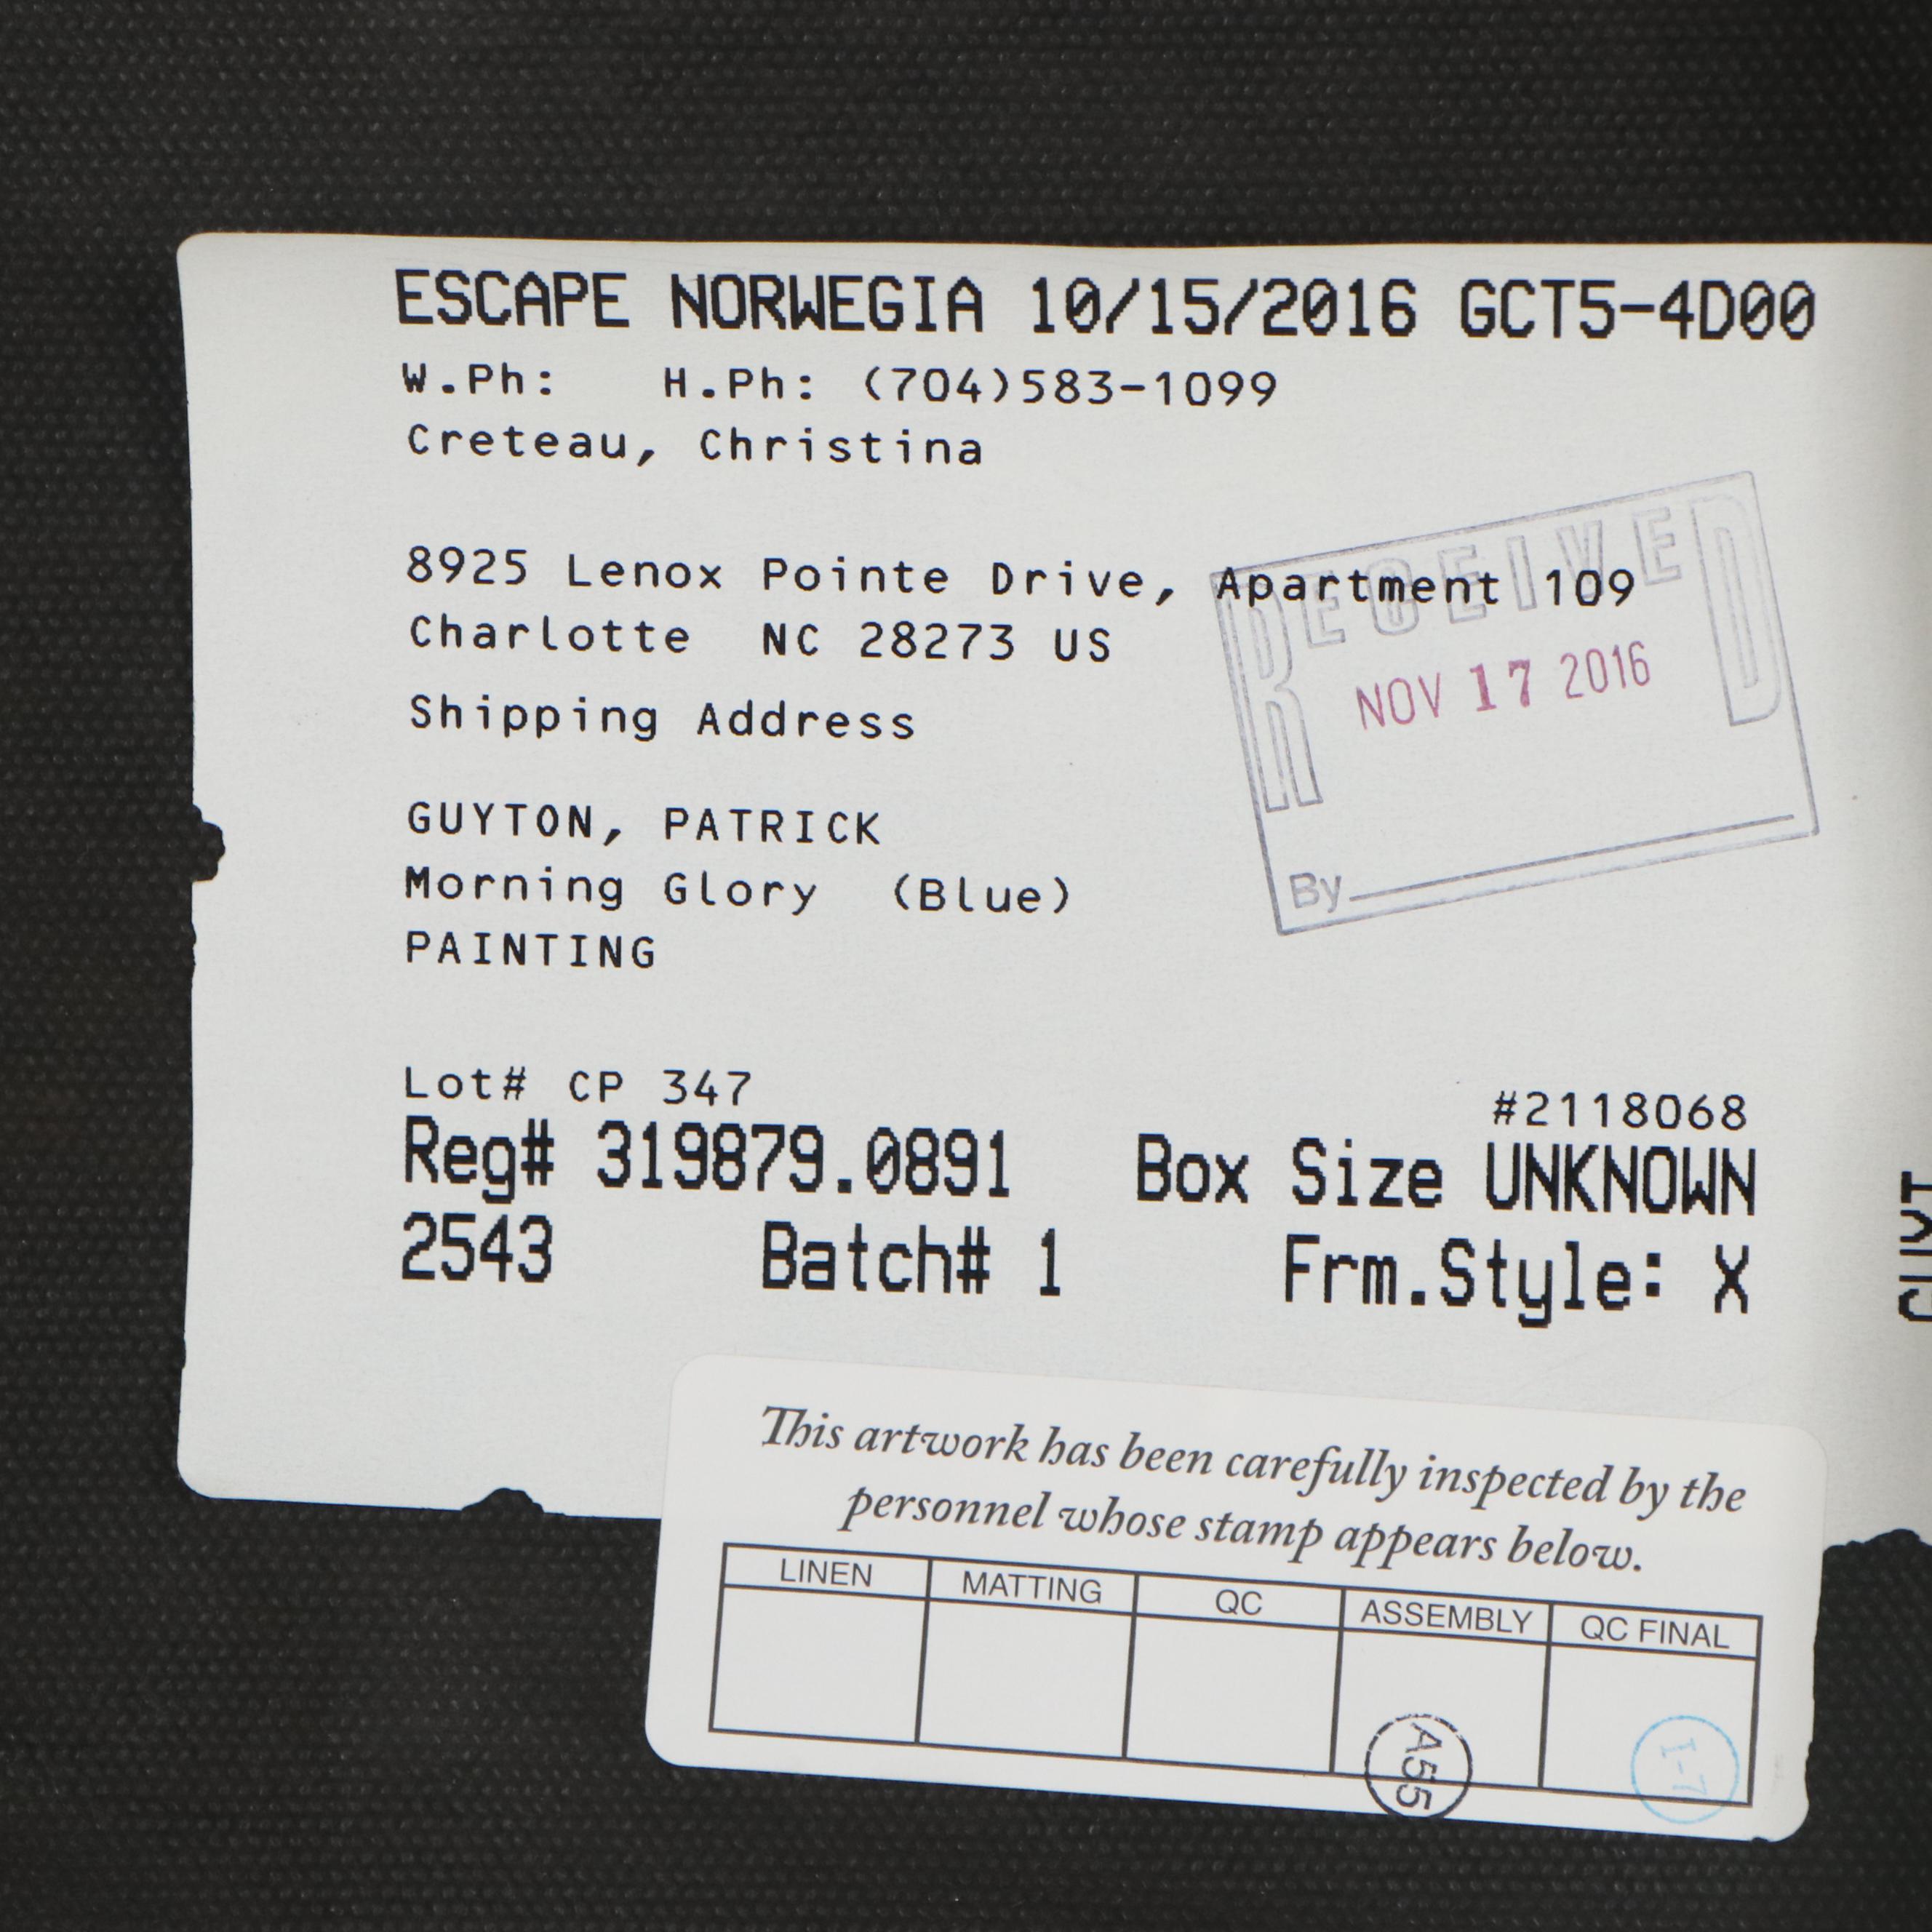 ESCAPE NORWEGIA 10/15/2016 GCT5-4D00
W.Ph: H.Ph: (704)583-1099
Creteau, Christina
8925 Lenox Pointe Drive, Apartment 109
Charlotte NC 28273 US
Shipping Address
RECEIVED
NOV 17 2016
By
GUYTON, PATRICK
Morning Glory (Blue)
PAINTING
Lot# CP 347
#2118068
Reg# 319879.0891 Box Size UNKNOWN
2543 Batch# 1 Frm.Style: X
This artwork has been carefully inspected by the
personnel whose stamp appears below.
LINEN MATTING QC ASSEMBLY QC FINAL
A55 I-7